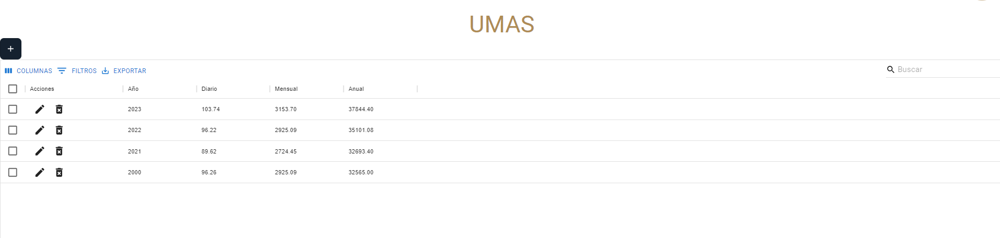 UMAS
+
COLUMNAS FILTROS EXPORTAR Buscar
Acciones Año Diario Mensual Anual
2023 103.74 3153.70 37844.40
2022 96.22 2925.09 35101.08
2021 89.62 2724.45 32693.40
2000 96.26 2925.09 32565.00